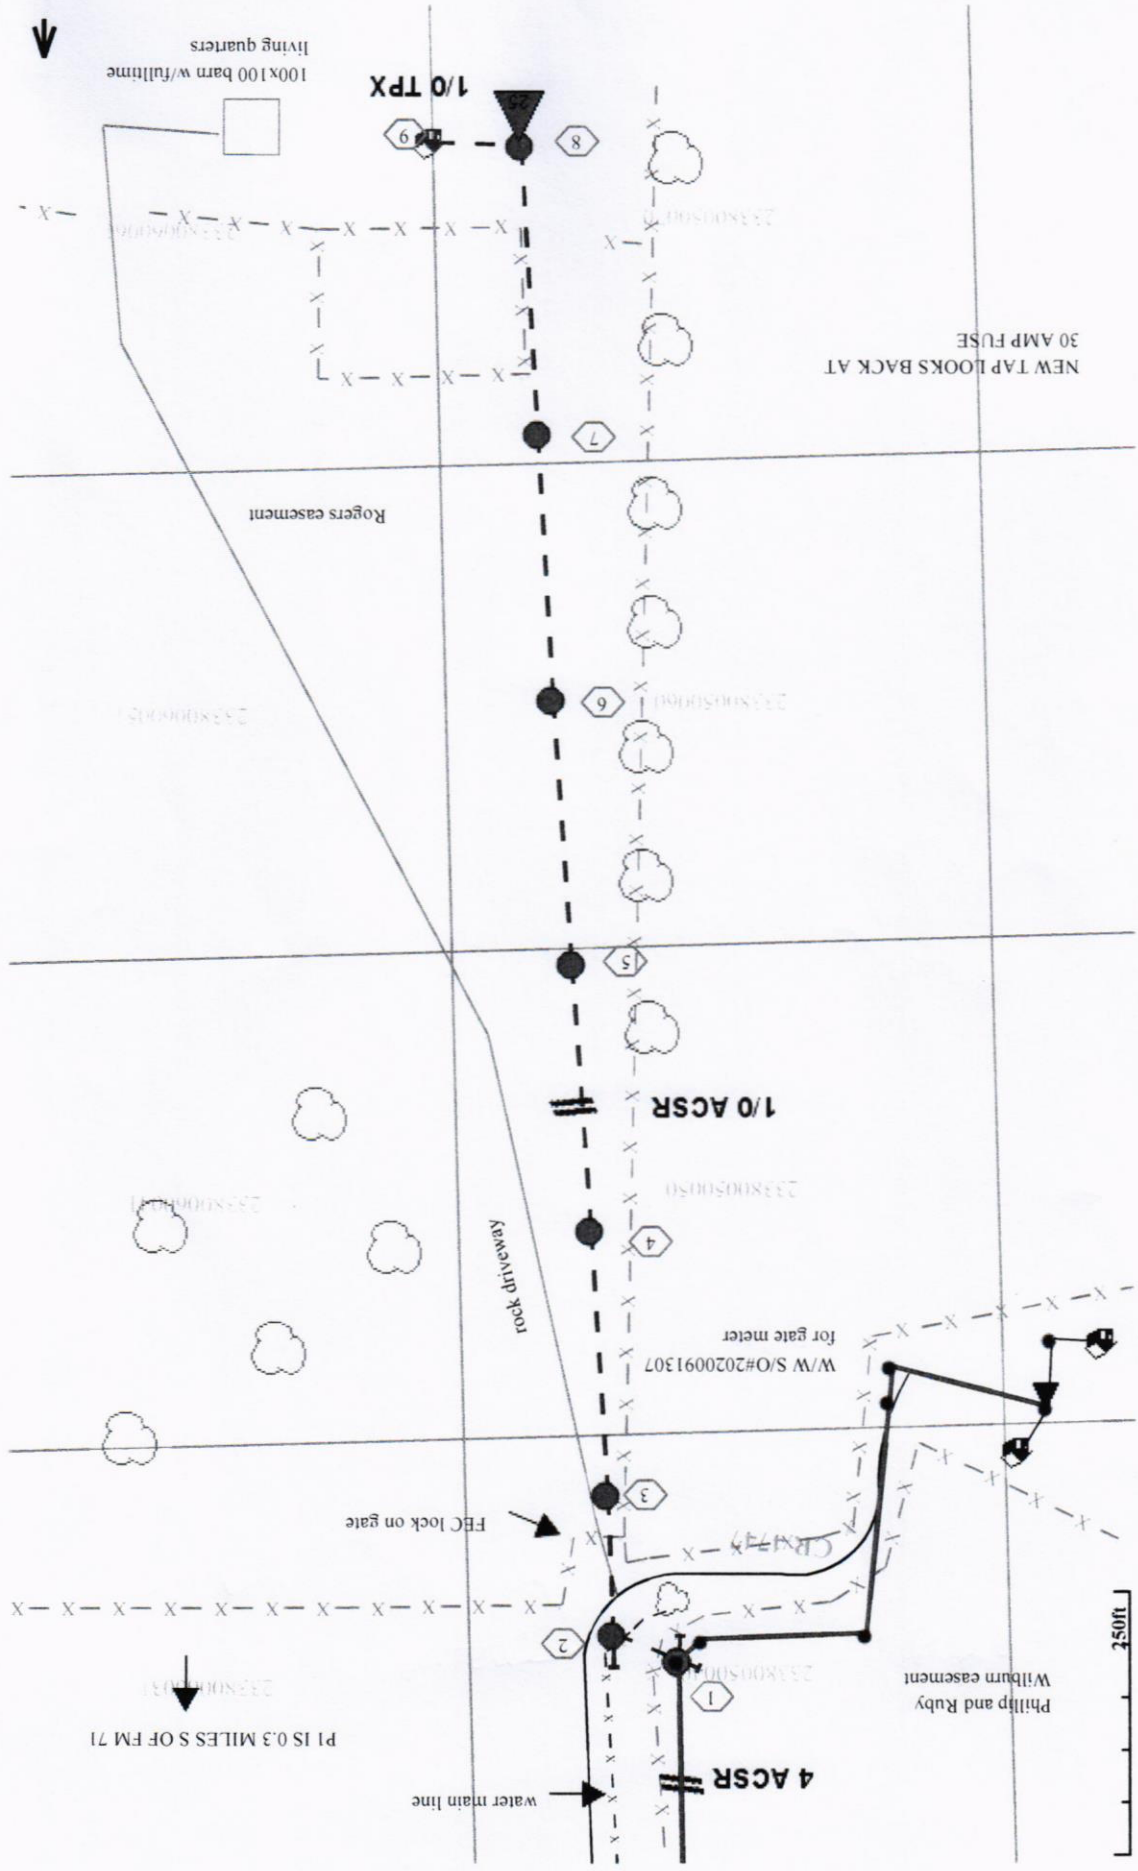 250ft
4 ACSR
water main line
P1 IS 0.3 MILES S OF FM 71
Phillip and Ruby
Wilburn easement
1
2
FEC lock on gate
3
W/W S/O#2020091307
for gate meter
rock driveway
4
2338005050
1/0 ACSR
5
6
2338005060
Rogers easement
7
NEW TAP LOOKS BACK AT
30 AMP FUSE
2338005070
8
9
25
1/0 TPX
100x100 barn w/fulltime
living quarters